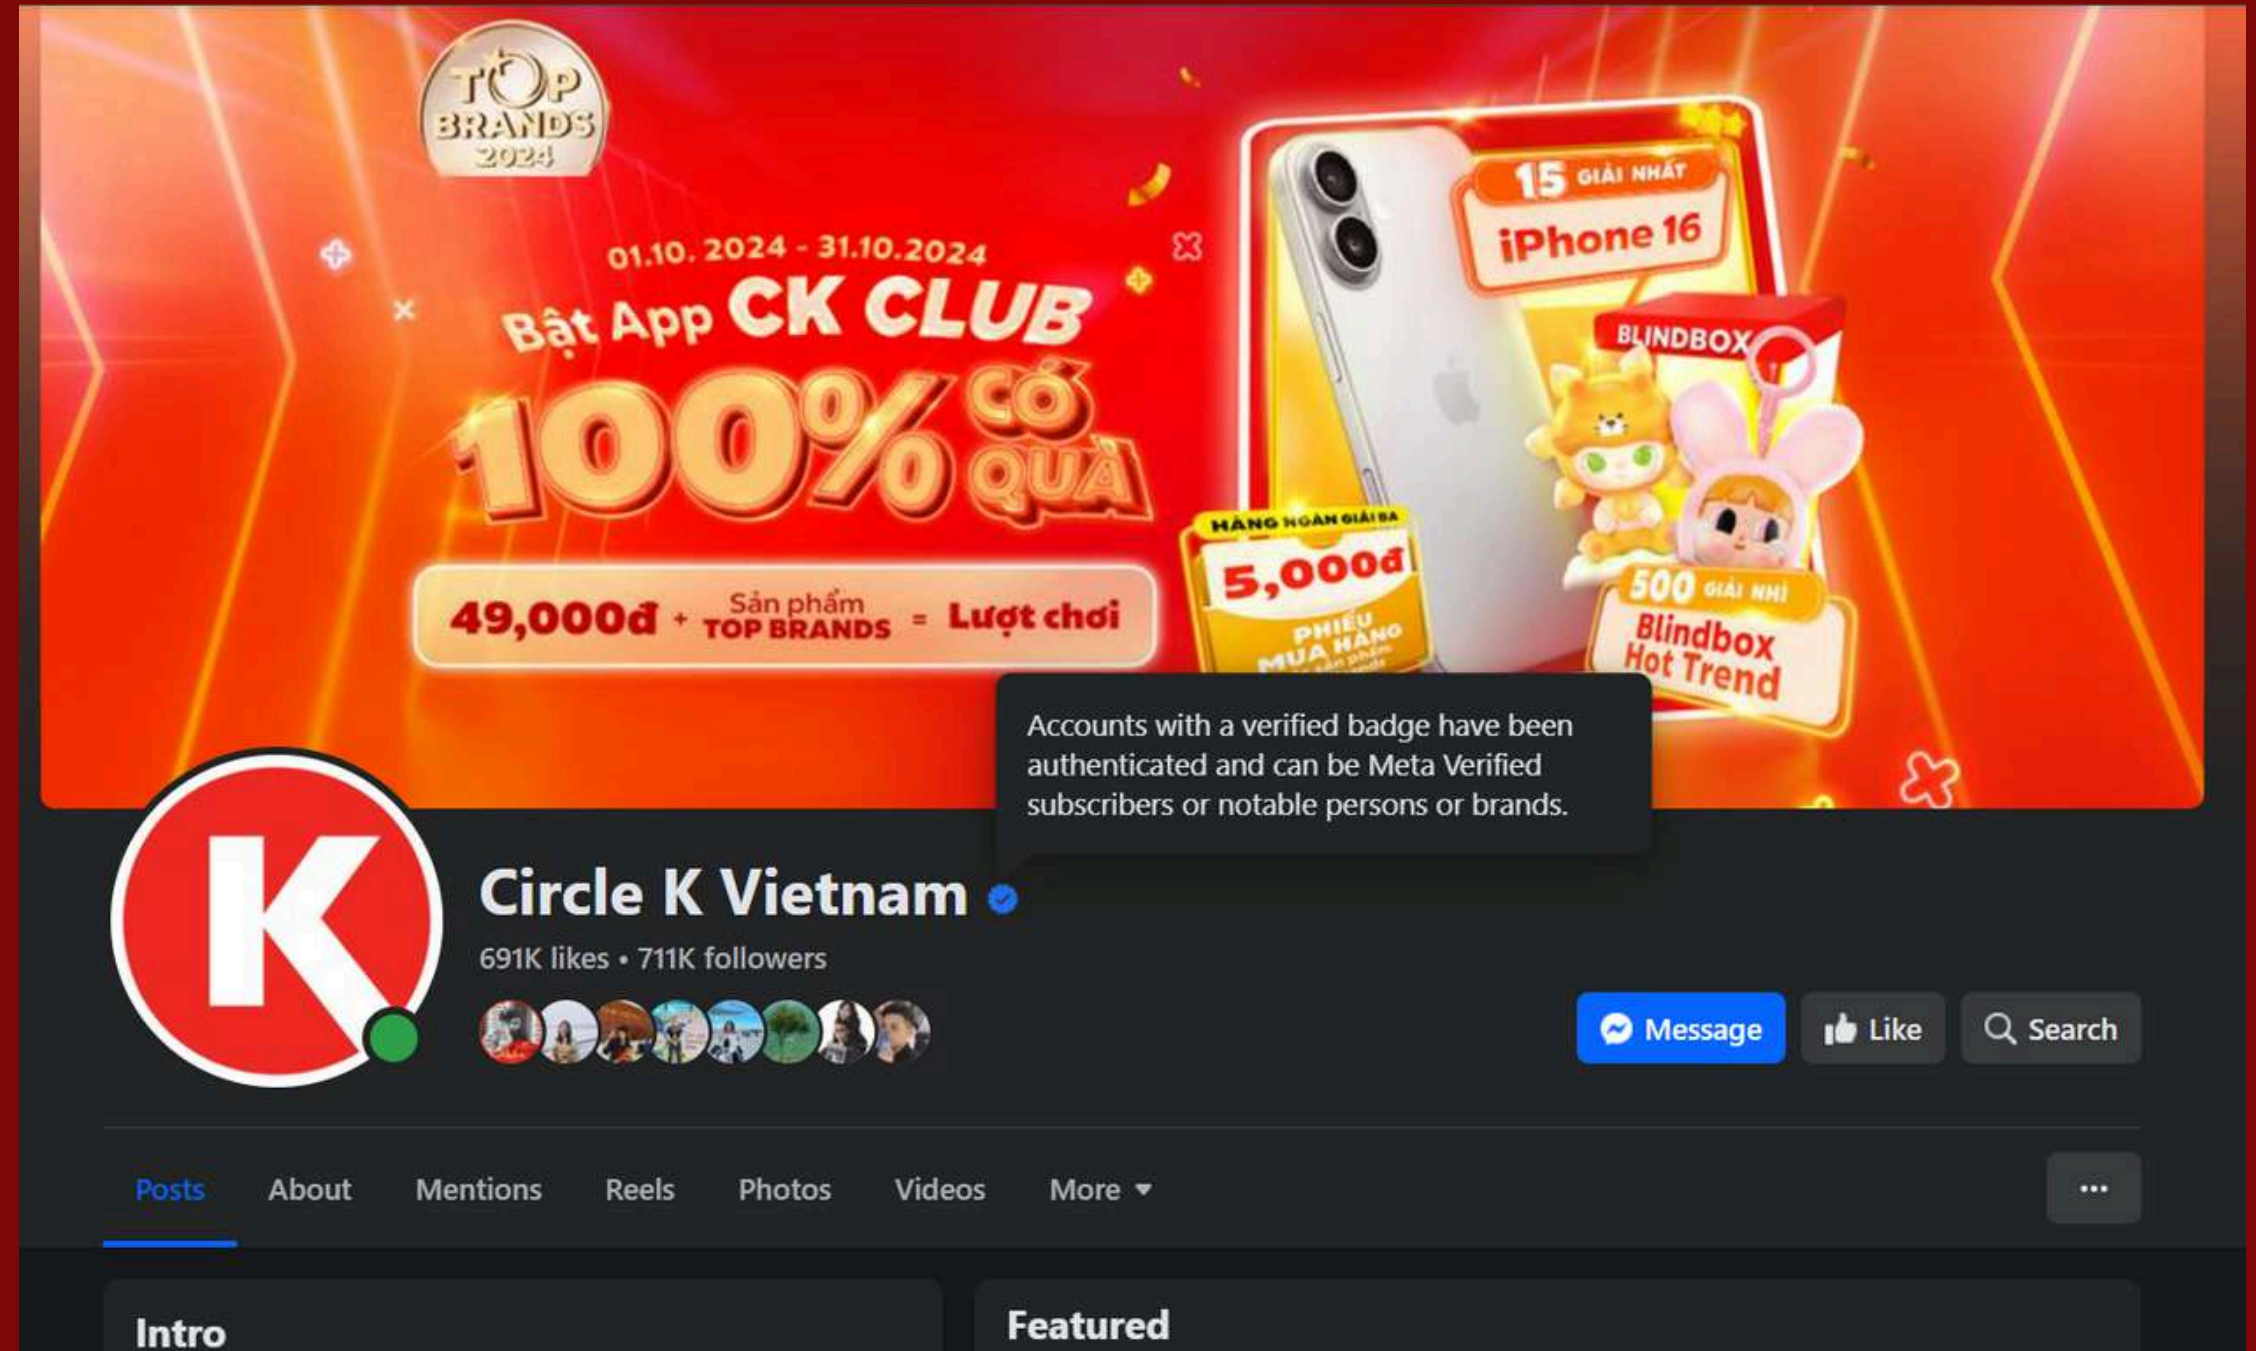 TOP
BRANDS
2024
01.10. 2024 - 31.10.2024
Bật App CK CLUB
100% CÓ
QUÀ
49,000đ + Sản phẩm TOP BRANDS = Lượt chơi
15 GIẢI NHẤT
iPhone 16
BLINDBOX
HÀNG NGÀN GIẢI BA
5,000đ
PHIẾU
MUA HÀNG
sản phẩm
500 GIẢI NHÌ
Blindbox
Hot Trend
Accounts with a verified badge have been
authenticated and can be Meta Verified
subscribers or notable persons or brands.
K
Circle K Vietnam
691K likes • 711K followers
Message
Like
Search
Posts About Mentions Reels Photos Videos More
Intro
Featured